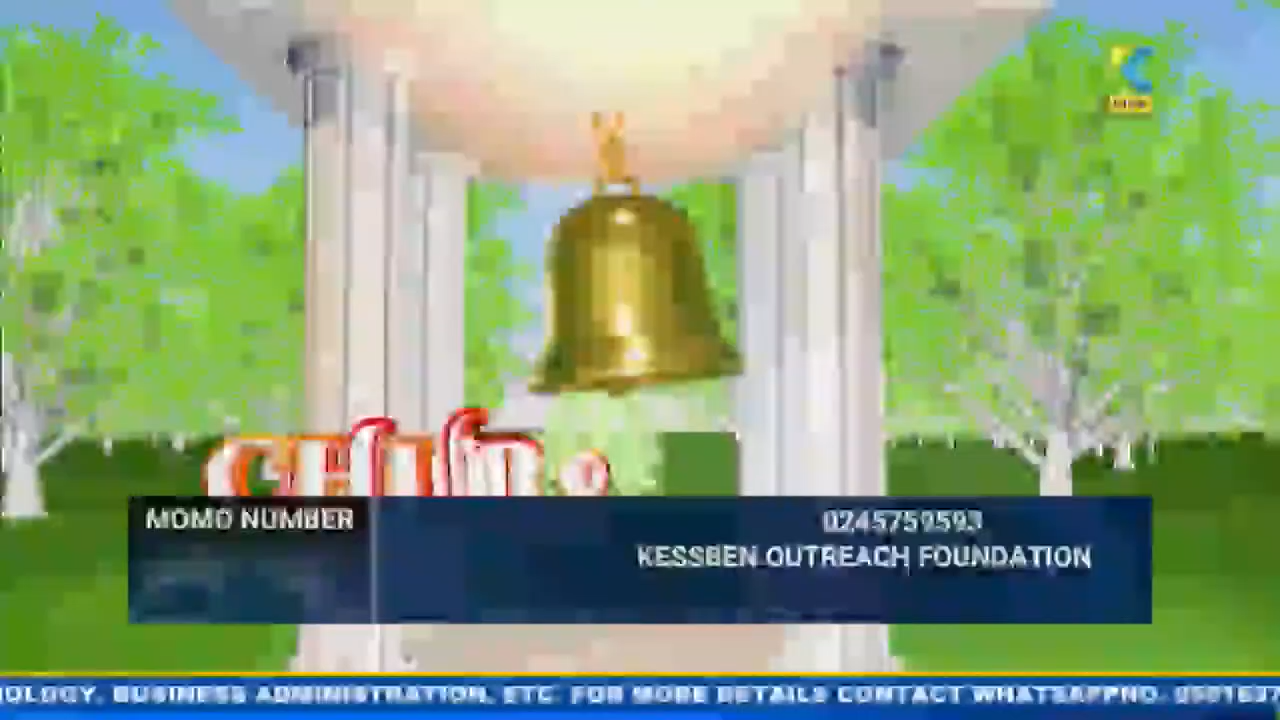 MOMO NUMBER
0245759593
KESSBEN OUTREACH FOUNDATION
OLOGY, BUSINESS ADMINISTRATION, ETC FOR MORE DETAILS CONTACT WHATSAPPNO.